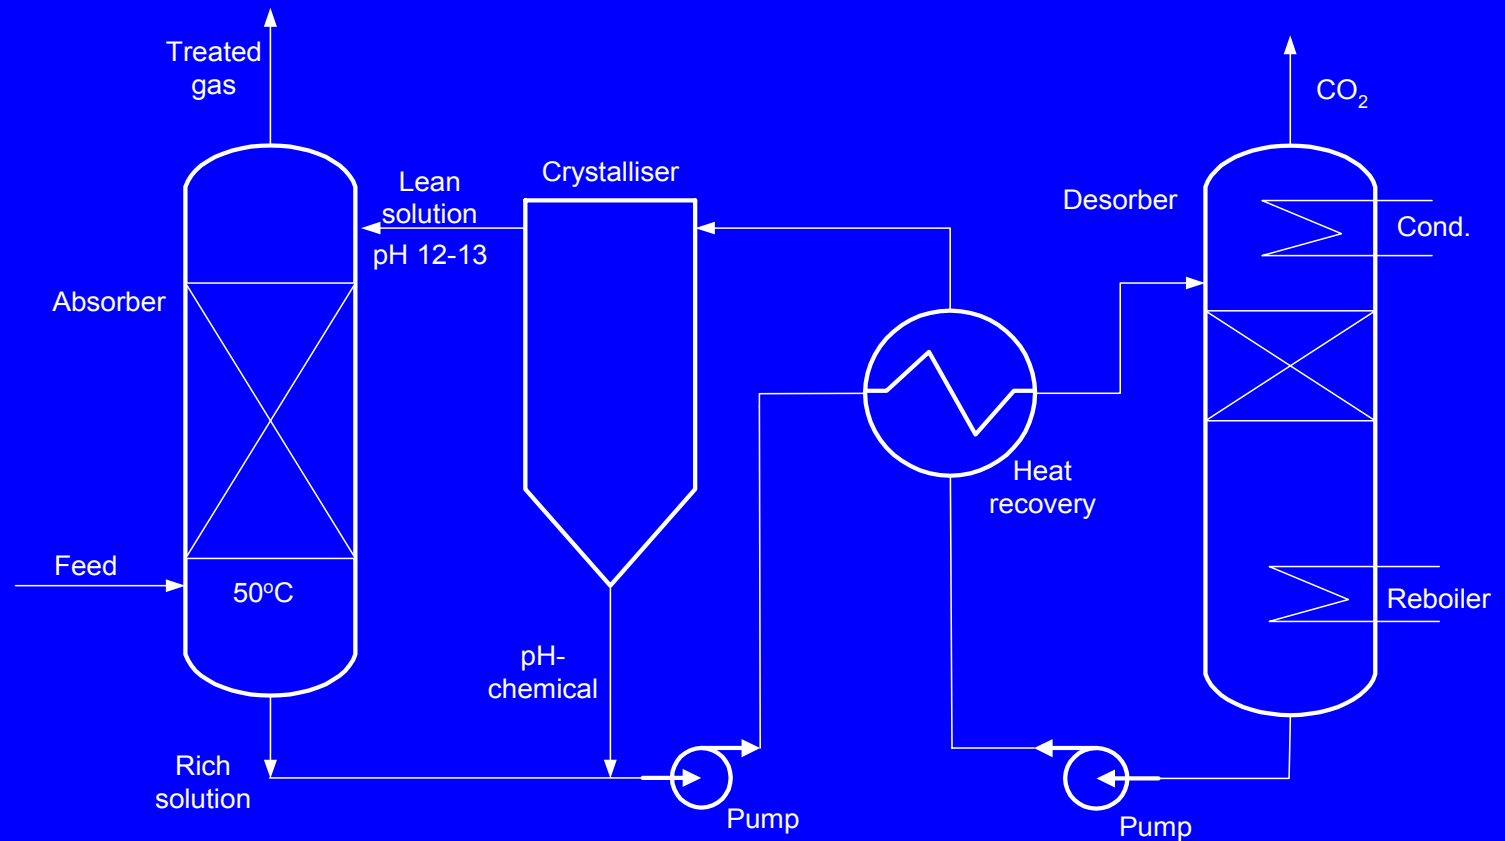 Treated
gas
CO₂
Crystalliser
Lean
solution
pH 12-13
Desorber
Cond.
Absorber
Heat
recovery
Feed
50ºC
Reboiler
pH-
chemical
Rich
solution
Pump
Pump